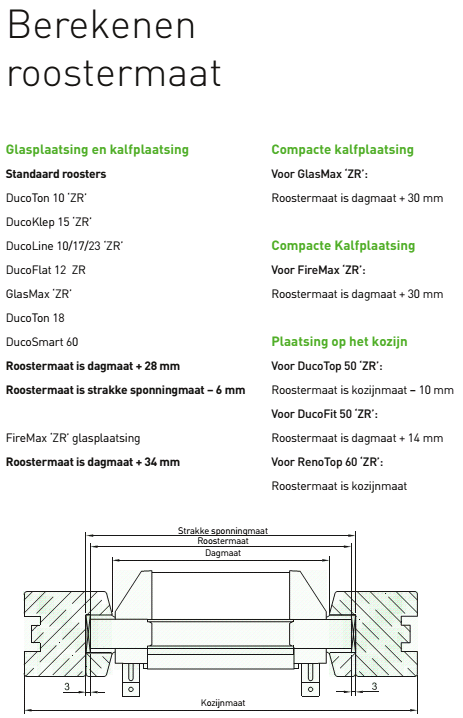 Berekenen
roostermaat
Glasplaatsing en kalfplaatsing
Standaard roosters
DucoTon 10 'ZR'
DucoKlep 15 'ZR'
DucoLine 10/17/23 'ZR'
DucoFlat 12 ZR
GlasMax 'ZR'
DucoTon 18
DucoSmart 60
Roostermaat is dagmaat + 28 mm
Roostermaat is strakke sponningmaat – 6 mm
FireMax 'ZR' glasplaatsing
Roostermaat is dagmaat + 34 mm
Compacte kalfplaatsing
Voor GlasMax 'ZR':
Roostermaat is dagmaat + 30 mm
Compacte Kalfplaatsing
Voor FireMax 'ZR':
Roostermaat is dagmaat + 30 mm
Plaatsing op het kozijn
Voor DucoTop 50 'ZR':
Roostermaat is kozijnmaat – 10 mm
Voor DucoFit 50 'ZR':
Roostermaat is dagmaat + 14 mm
Voor RenoTop 60 'ZR':
Roostermaat is kozijnmaat
Strakke sponningmaat
Roostermaat
Dagmaat
3
3
Kozijnmaat